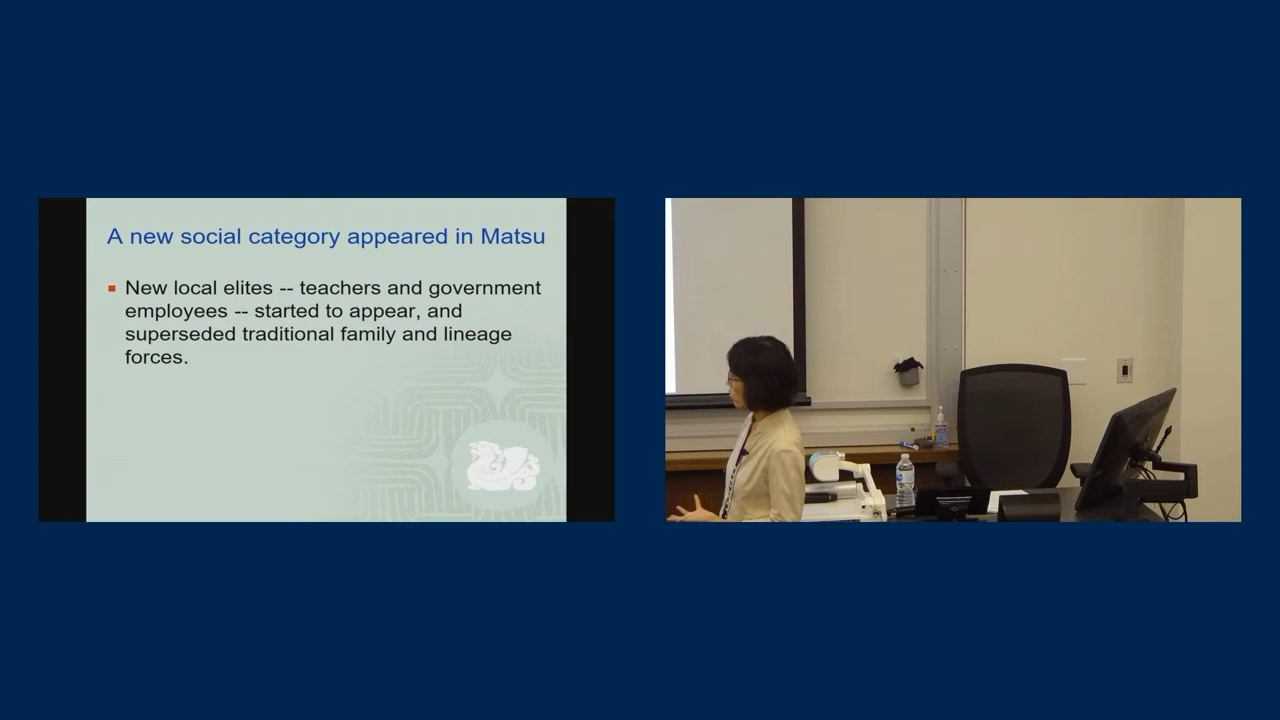 A new social category appeared in Matsu
New local elites -- teachers and government
employees -- started to appear, and
superseded traditional family and lineage
forces.